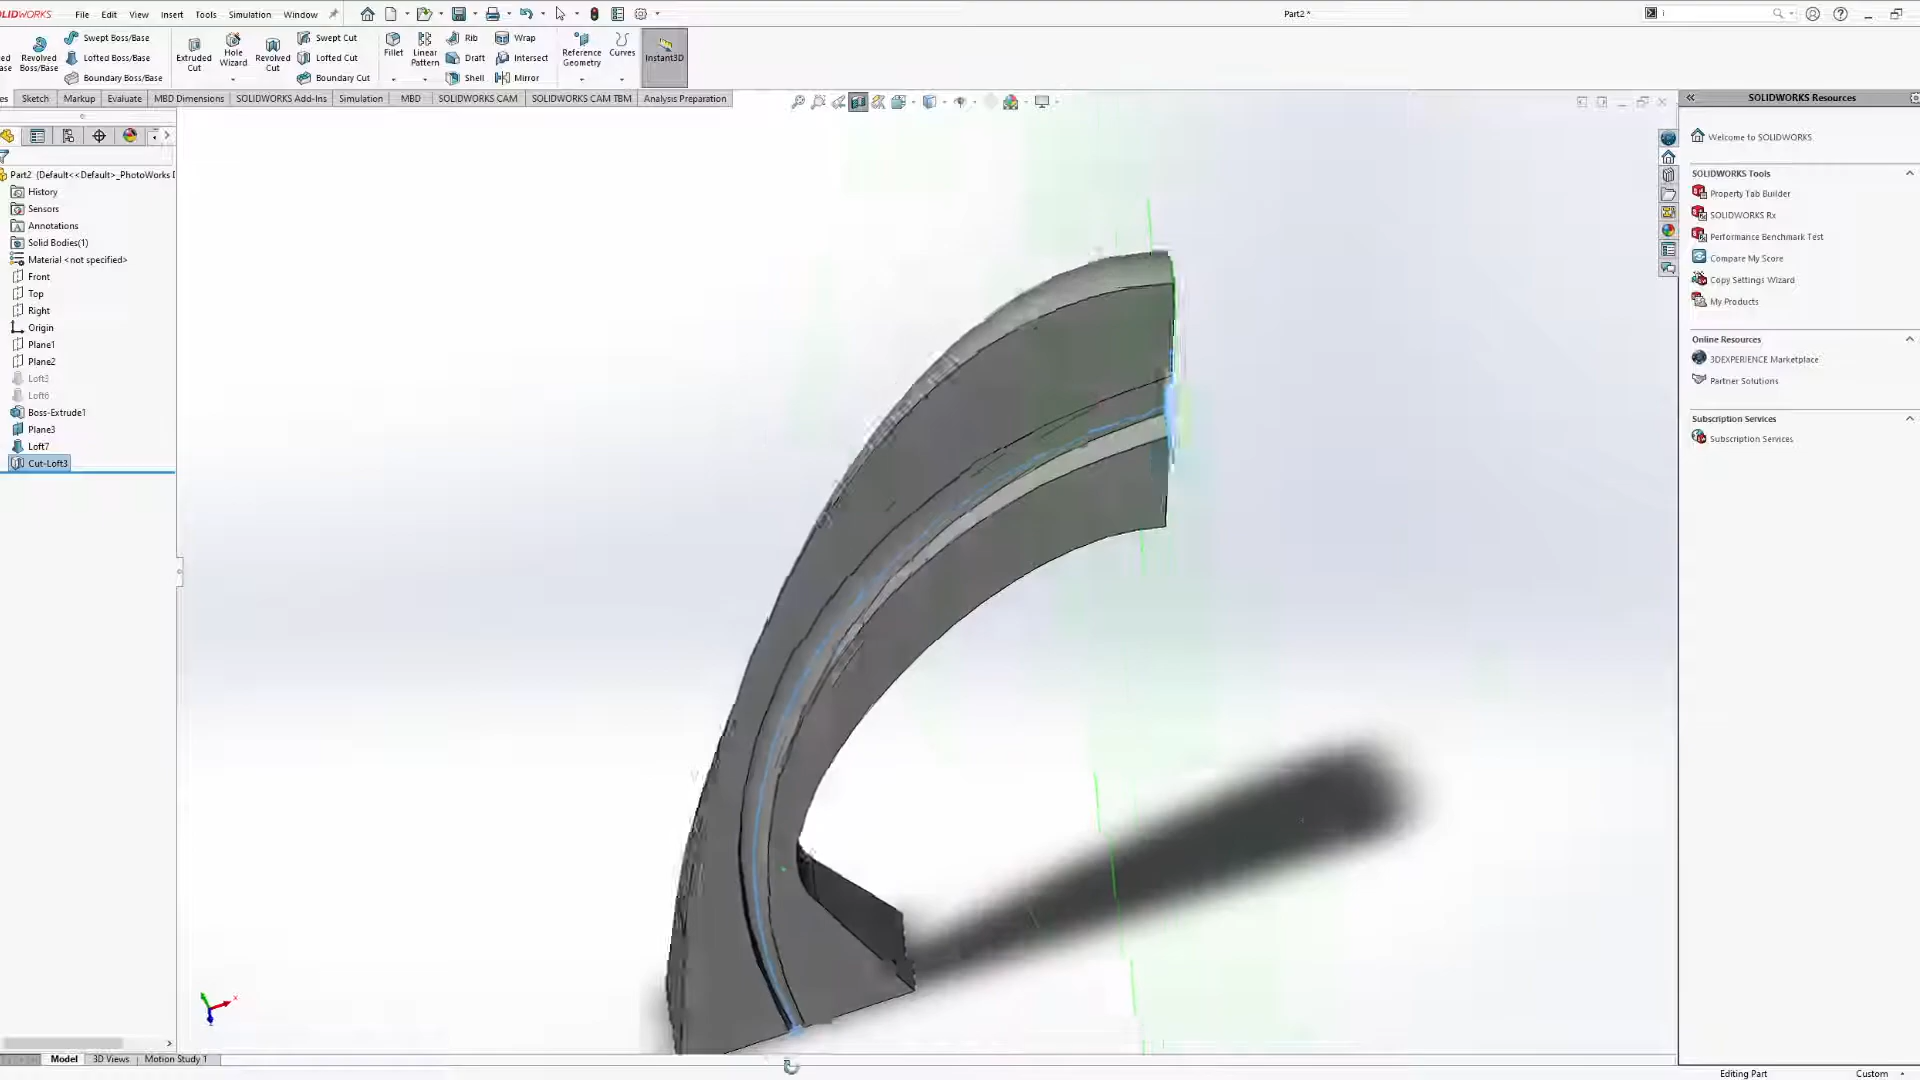 SOLIDWORKS File Edit View Insert Tools Simulation Window Part2 *
Revolved Boss/Base
Swept Boss/Base
Lofted Boss/Base
Boundary Boss/Base
Extruded Cut
Hole Wizard
Revolved Cut
Swept Cut
Lofted Cut
Boundary Cut
Fillet
Linear Pattern
Rib
Draft
Shell
Wrap
Intersect
Mirror
Reference Geometry
Curves
Instant3D
Sketch Markup Evaluate MBD Dimensions SOLIDWORKS Add-Ins Simulation MBD SOLIDWORKS CAM SOLIDWORKS CAM TBM Analysis Preparation
Part2 (Default<<Default>_PhotoWorks
History
Sensors
Annotations
Solid Bodies(1)
Material <not specified>
Front
Top
Right
Origin
Plane1
Plane2
Loft3
Loft6
Boss-Extrude1
Plane3
Loft7
Cut-Loft3
x
SOLIDWORKS Resources
Welcome to SOLIDWORKS
SOLIDWORKS Tools
Property Tab Builder
SOLIDWORKS Rx
Performance Benchmark Test
Compare My Score
Copy Settings Wizard
My Products
Online Resources
3DEXPERIENCE Marketplace
Partner Solutions
Subscription Services
Subscription Services
Model 3D Views Motion Study 1
Editing Part Custom